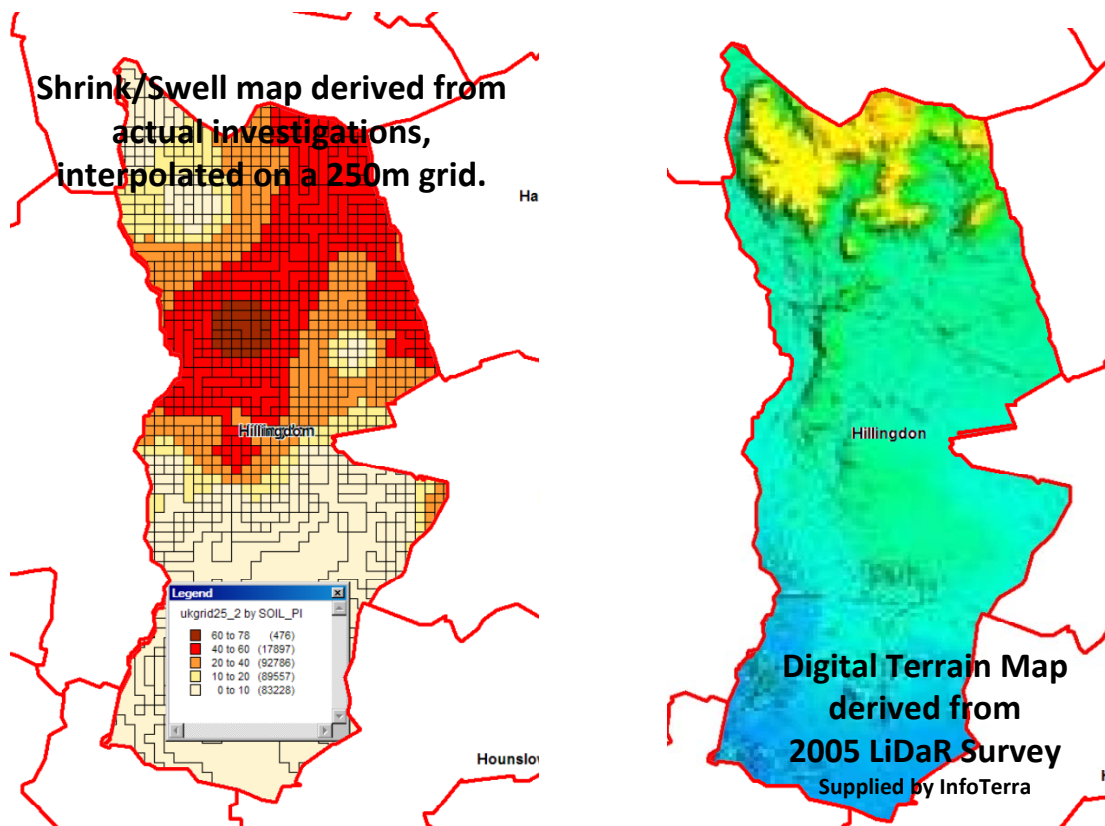 Shrink/Swell map derived from
actual investigations,
interpolated on a 250m grid.
Ha
Hillingdon
Legend
ukgrid25_2 by SOIL_PI
60 to 78 (476)
40 to 60 (17897)
20 to 40 (92786)
10 to 20 (89557)
0 to 10 (83228)
Hounslow
Hillingdon
Digital Terrain Map
derived from
2005 LiDaR Survey
Supplied by InfoTerra
H